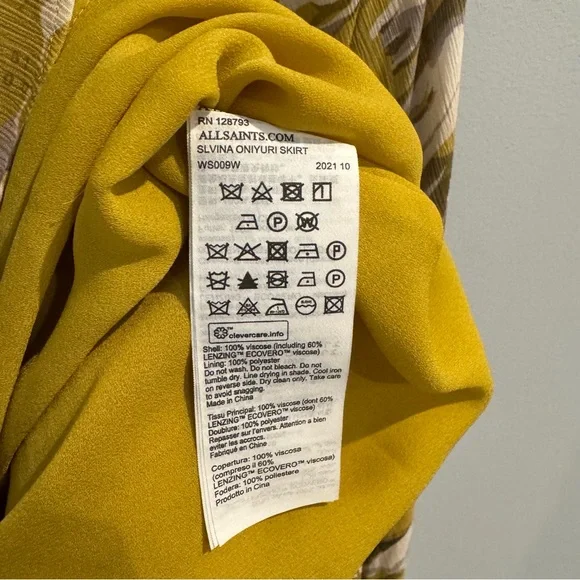 RN 128793
ALLSAINTS.COM
SLVINA ONIYURI SKIRT
WS009W 2021 10
P W
P
P
clevercare.info
Shell: 100% viscose (including 60%
LENZING™ ECOVERO™ viscose)
Lining: 100% polyester
Do not wash. Do not bleach. Do not
tumble dry. Line drying in shade. Cool iron
on reverse side. Dry clean only. Take care
to avoid snagging.
Made in China
Tissu Principal: 100% viscose (dont 60%
LENZING™ ECOVERO™ viscose)
Doublure: 100% polyester
Repasser sur l'envers. Attention a bien
eviter les accrocs.
Fabriqué en Chine
Copertura: 100% viscosa
(compreso il 60%
LENZING™ ECOVERO™ viscosa)
Fodera: 100% poliestere
Prodotto in Cina